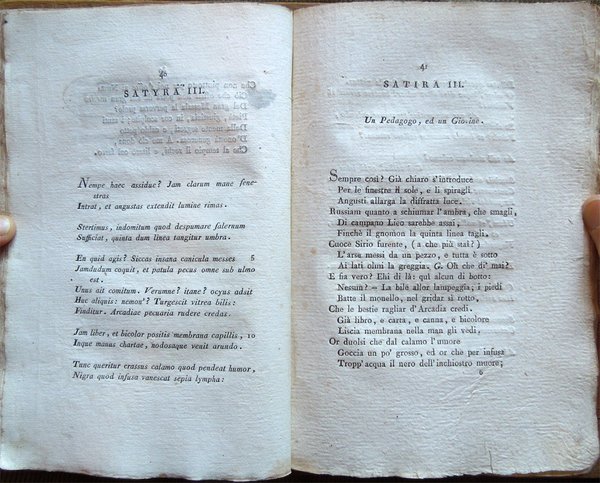 40
SATYRA III.
Nempe haec assidue? Jam clarum mane fene-
stras
Intrat, et angustas extendit lumine rimas.
Stertimus, indomitum quod despumare falernum
Sufficiat, quinta dum linea tangitur umbra.
En quid agis? Siccas insana canicula messes 5
Jamdudum coquit, et patula pecus omne sub ulmo
est.
Unus ait comitum. Verumne? itane? ocyus adsit
Huc aliquis: nemon'? Turgescit vitrea bilis:
Finditur. Arcadiae pecuaria rudere credas.
Jam liber, et bicolor positis membrana capillis, 10
Inque manus chartae, nodosaque venit arundo.
Tunc queritur crassus calamo quod pendeat humor,
Nigra quod infusa vanescat sepia lympha:
41
SATIRA III.
Un Pedagogo, ed un Giovine.
Sempre così? Già chiaro s'introduce
Per le finestre il sole, e li spiragli
Angusti allarga la diffratta luce.
Russiam quanto a schiumar l'ambra, che smagli,
Di campano Lico sarebbe assai,
Finchè il gnomon la quinta linea tagli.
Cuoce Sirio furente, (a che più stai?)
L'arse messi da un pezzo, e tutta è sotto
Ai lati olmi la greggia. G. Oh che di' mai?
E fia vero? Ehi di là: qui alcun di botto:
Nessun? — La bile allor lampeggia; i piedi
Batte il monello, nel gridar sì rotto,
Che le bestie ragliar d'Arcadia credi.
Già libro, e carta, e canna, e bicolore
Liscia membrana nella man gli vedi,
Or duolsi che dal calamo l'umore
Goccia un po' grosso, ed or che per infusa
Tropp' acqua il nero dell'inchiostro muore;
6